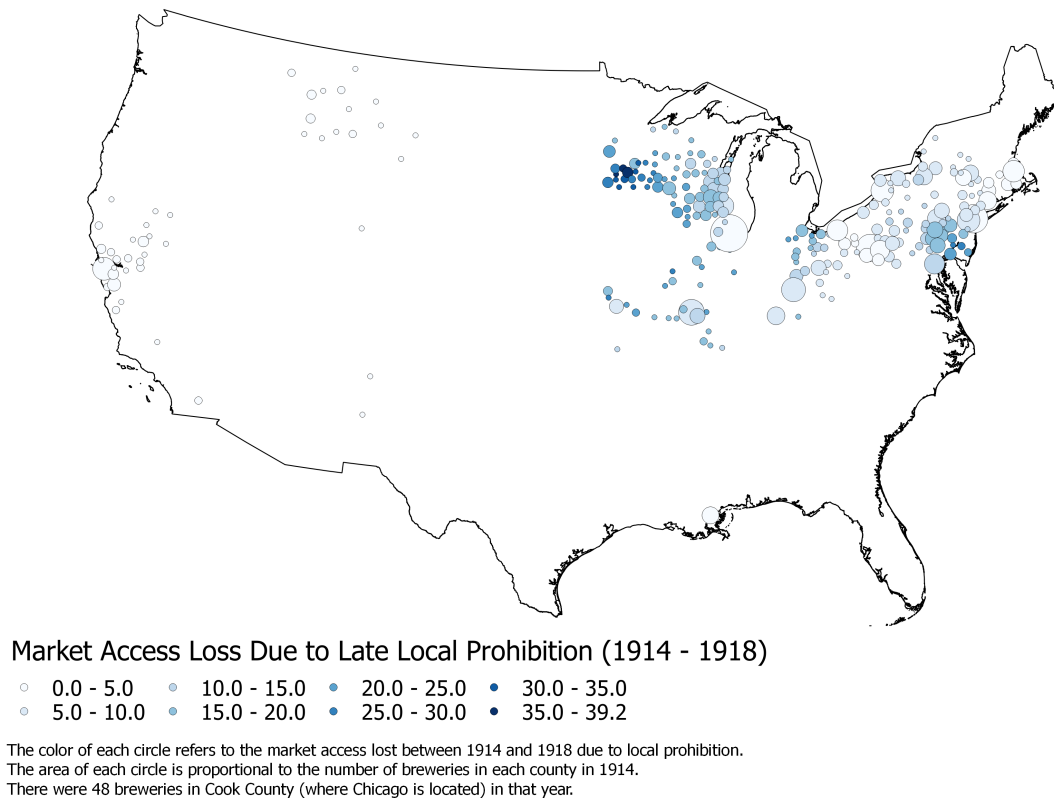 Market Access Loss Due to Late Local Prohibition (1914 - 1918)
0.0 - 5.0 10.0 - 15.0 20.0 - 25.0 30.0 - 35.0
5.0 - 10.0 15.0 - 20.0 25.0 - 30.0 35.0 - 39.2
The color of each circle refers to the market access lost between 1914 and 1918 due to local prohibition.
The area of each circle is proportional to the number of breweries in each county in 1914.
There were 48 breweries in Cook County (where Chicago is located) in that year.